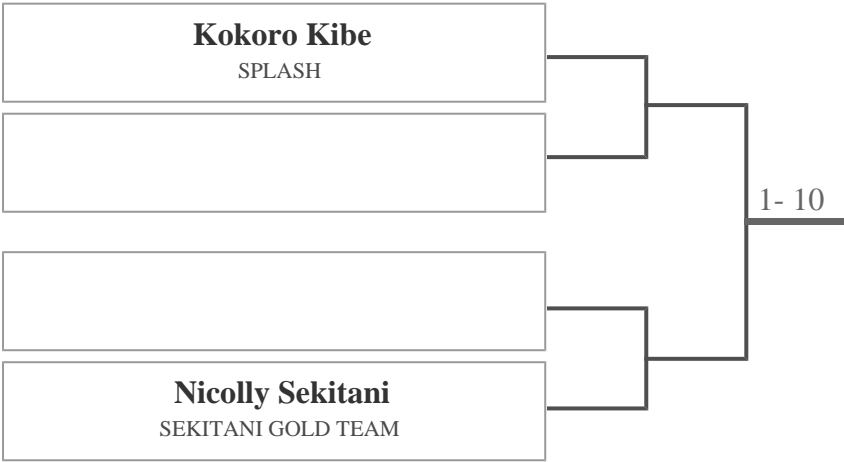 Kokoro Kibe
SPLASH
1- 10
Nicolly Sekitani
SEKITANI GOLD TEAM